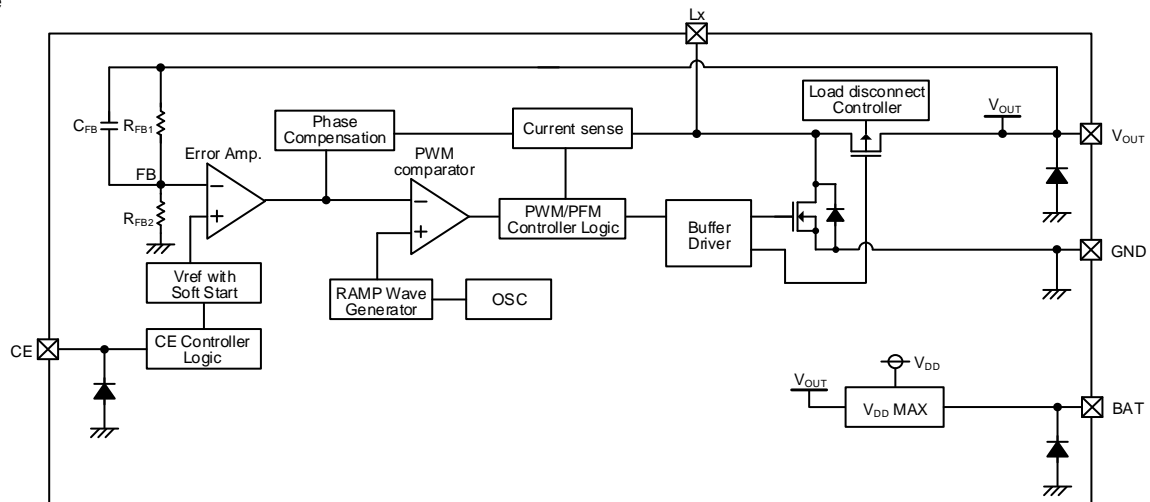 Lx
Load disconnect
Controller
VOUT
VOUT
CFB
RFB1
Phase
Compensation
Current sense
Error Amp.
PWM
comparator
FB
RFB2
PWM/PFM
Controller Logic
Buffer
Driver
GND
Vref with
Soft Start
RAMP Wave
Generator
OSC
CE
CE Controller
Logic
VDD
VOUT
VDD MAX
BAT